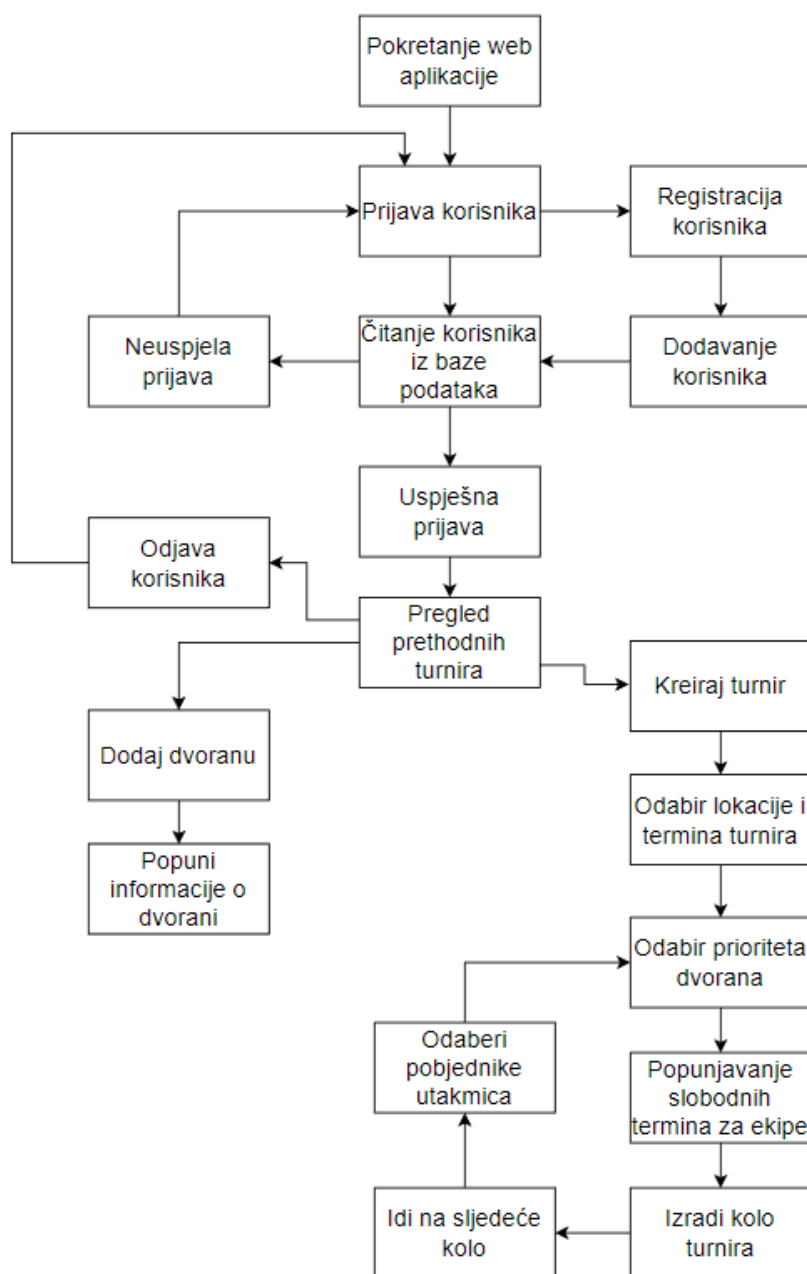 Pokretanje web
aplikacije
Prijava korisnika
Registracija
korisnika
Neuspjela
prijava
Čitanje korisnika
iz baze
podataka
Dodavanje
korisnika
Uspješna
prijava
Odjava
korisnika
Pregled
prethodnih
turnira
Kreiraj turnir
Dodaj dvoranu
Odabir lokacije i
termina turnira
Popuni
informacije o
dvorani
Odabir prioriteta
dvorana
Odaberi
pobjednike
utakmica
Popunjavanje
slobodnih
termina za ekipe
Idi na sljedeće
kolo
Izradi kolo
turnira